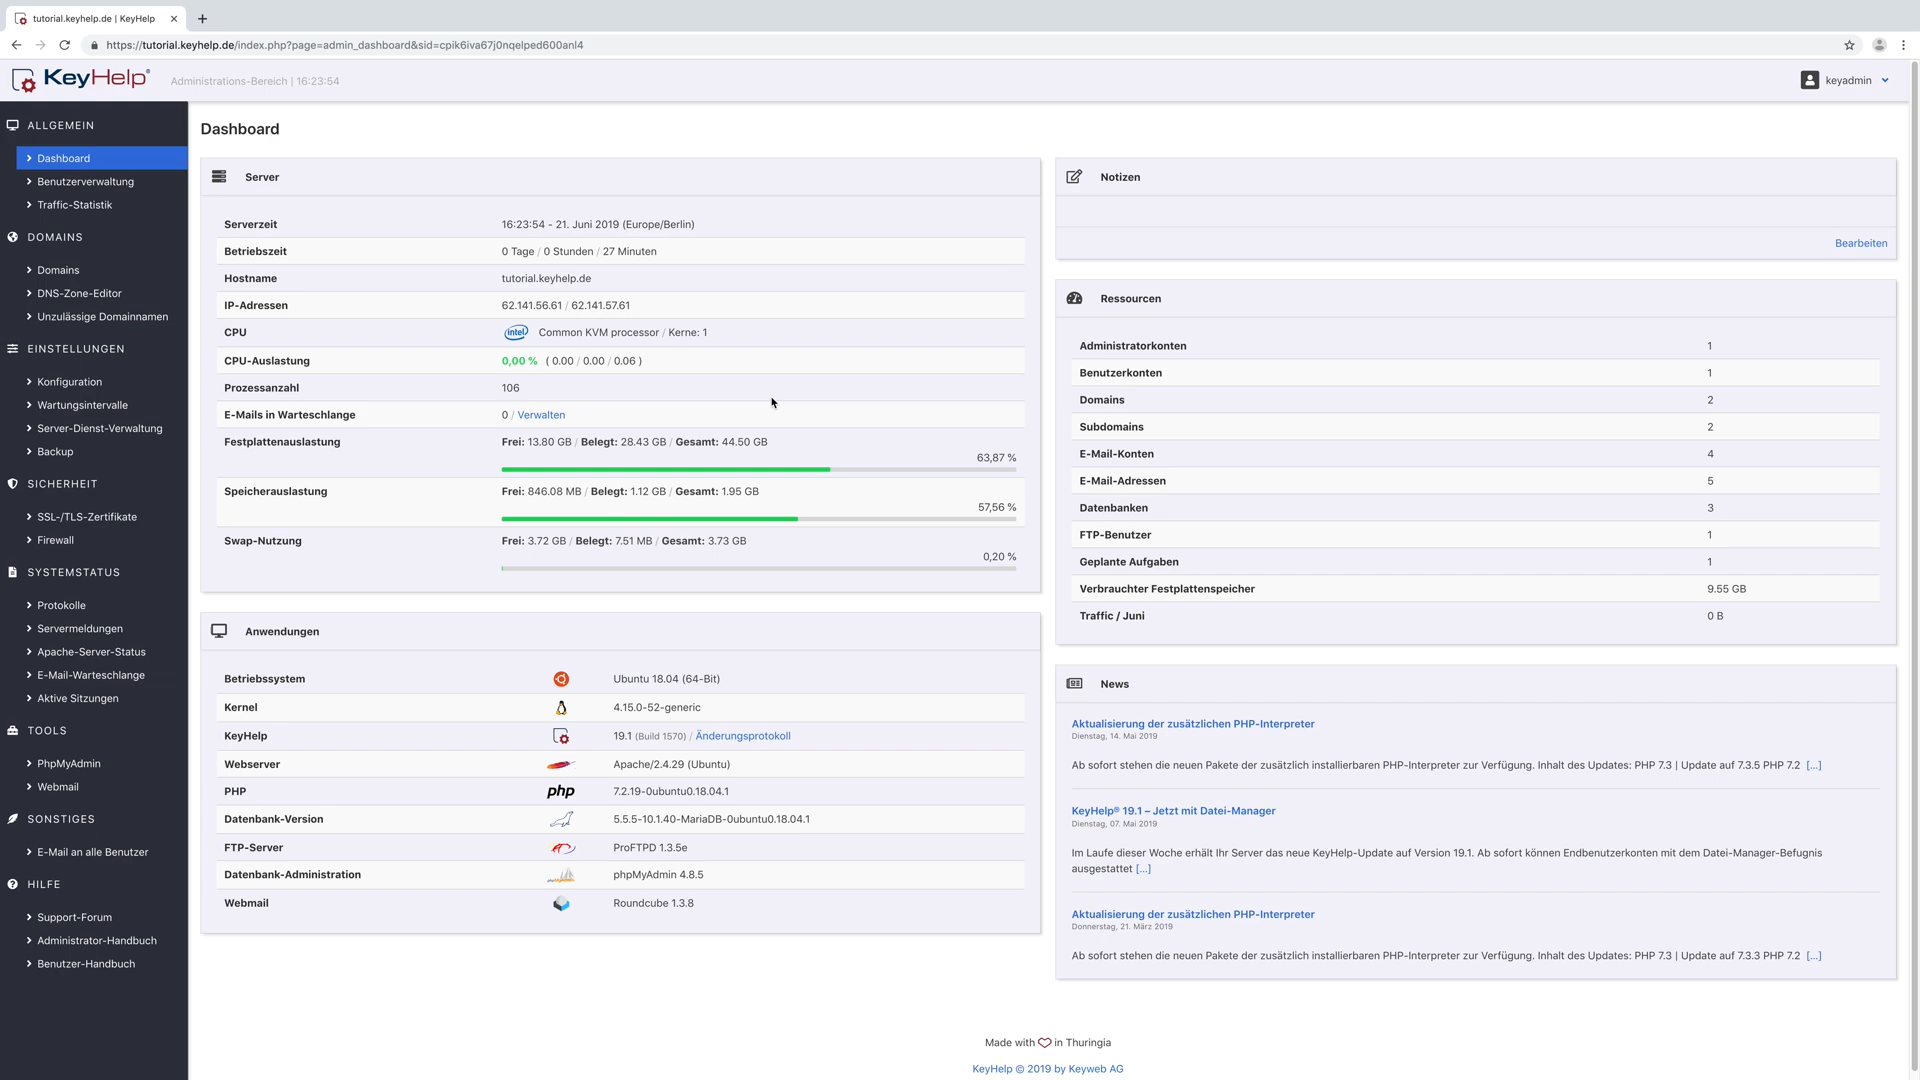 tutorial.keyhelp.de | KeyHelp
https://tutorial.keyhelp.de/index.php?page=admin_dashboard&sid=cpik6iva67j0nqelped600anl4
KeyHelp® Administrations-Bereich | 16:23:54
keyadmin
ALLGEMEIN
Dashboard
Benutzerverwaltung
Traffic-Statistik
DOMAINS
Domains
DNS-Zone-Editor
Unzulässige Domainnamen
EINSTELLUNGEN
Konfiguration
Wartungsintervalle
Server-Dienst-Verwaltung
Backup
SICHERHEIT
SSL-/TLS-Zertifikate
Firewall
SYSTEMSTATUS
Protokolle
Servermeldungen
Apache-Server-Status
E-Mail-Warteschlange
Aktive Sitzungen
TOOLS
PhpMyAdmin
Webmail
SONSTIGES
E-Mail an alle Benutzer
HILFE
Support-Forum
Administrator-Handbuch
Benutzer-Handbuch
Dashboard
Server
Serverzeit 16:23:54 - 21. Juni 2019 (Europe/Berlin)
Betriebszeit 0 Tage / 0 Stunden / 27 Minuten
Hostname tutorial.keyhelp.de
IP-Adressen 62.141.56.61 / 62.141.57.61
CPU intel Common KVM processor / Kerne: 1
CPU-Auslastung 0,00 % ( 0.00 / 0.00 / 0.06 )
Prozessanzahl 106
E-Mails in Warteschlange 0 / Verwalten
Festplattenauslastung Frei: 13.80 GB / Belegt: 28.43 GB / Gesamt: 44.50 GB
63,87 %
Speicherauslastung Frei: 846.08 MB / Belegt: 1.12 GB / Gesamt: 1.95 GB
57,56 %
Swap-Nutzung Frei: 3.72 GB / Belegt: 7.51 MB / Gesamt: 3.73 GB
0,20 %
Anwendungen
Betriebssystem Ubuntu 18.04 (64-Bit)
Kernel 4.15.0-52-generic
KeyHelp 19.1 (Build 1570) / Änderungsprotokoll
Webserver Apache/2.4.29 (Ubuntu)
PHP php 7.2.19-0ubuntu0.18.04.1
Datenbank-Version 5.5.5-10.1.40-MariaDB-0ubuntu0.18.04.1
FTP-Server ProFTPD 1.3.5e
Datenbank-Administration phpMyAdmin 4.8.5
Webmail Roundcube 1.3.8
Notizen
Bearbeiten
Ressourcen
Administratorkonten 1
Benutzerkonten 1
Domains 2
Subdomains 2
E-Mail-Konten 4
E-Mail-Adressen 5
Datenbanken 3
FTP-Benutzer 1
Geplante Aufgaben 1
Verbrauchter Festplattenspeicher 9.55 GB
Traffic / Juni 0 B
News
Aktualisierung der zusätzlichen PHP-Interpreter
Dienstag, 14. Mai 2019
Ab sofort stehen die neuen Pakete der zusätzlich installierbaren PHP-Interpreter zur Verfügung. Inhalt des Updates: PHP 7.3 | Update auf 7.3.5 PHP 7.2 [...]
KeyHelp® 19.1 – Jetzt mit Datei-Manager
Dienstag, 07. Mai 2019
Im Laufe dieser Woche erhält Ihr Server das neue KeyHelp-Update auf Version 19.1. Ab sofort können Endbenutzerkonten mit dem Datei-Manager-Befugnis
ausgestattet [...]
Aktualisierung der zusätzlichen PHP-Interpreter
Donnerstag, 21. März 2019
Ab sofort stehen die neuen Pakete der zusätzlich installierbaren PHP-Interpreter zur Verfügung. Inhalt des Updates: PHP 7.3 | Update auf 7.3.3 PHP 7.2 [...]
Made with in Thuringia
KeyHelp © 2019 by Keyweb AG